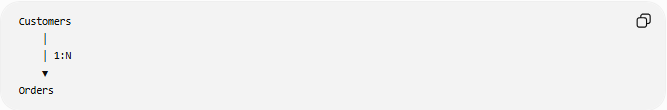 Customers
│
│ 1:N
▼
Orders